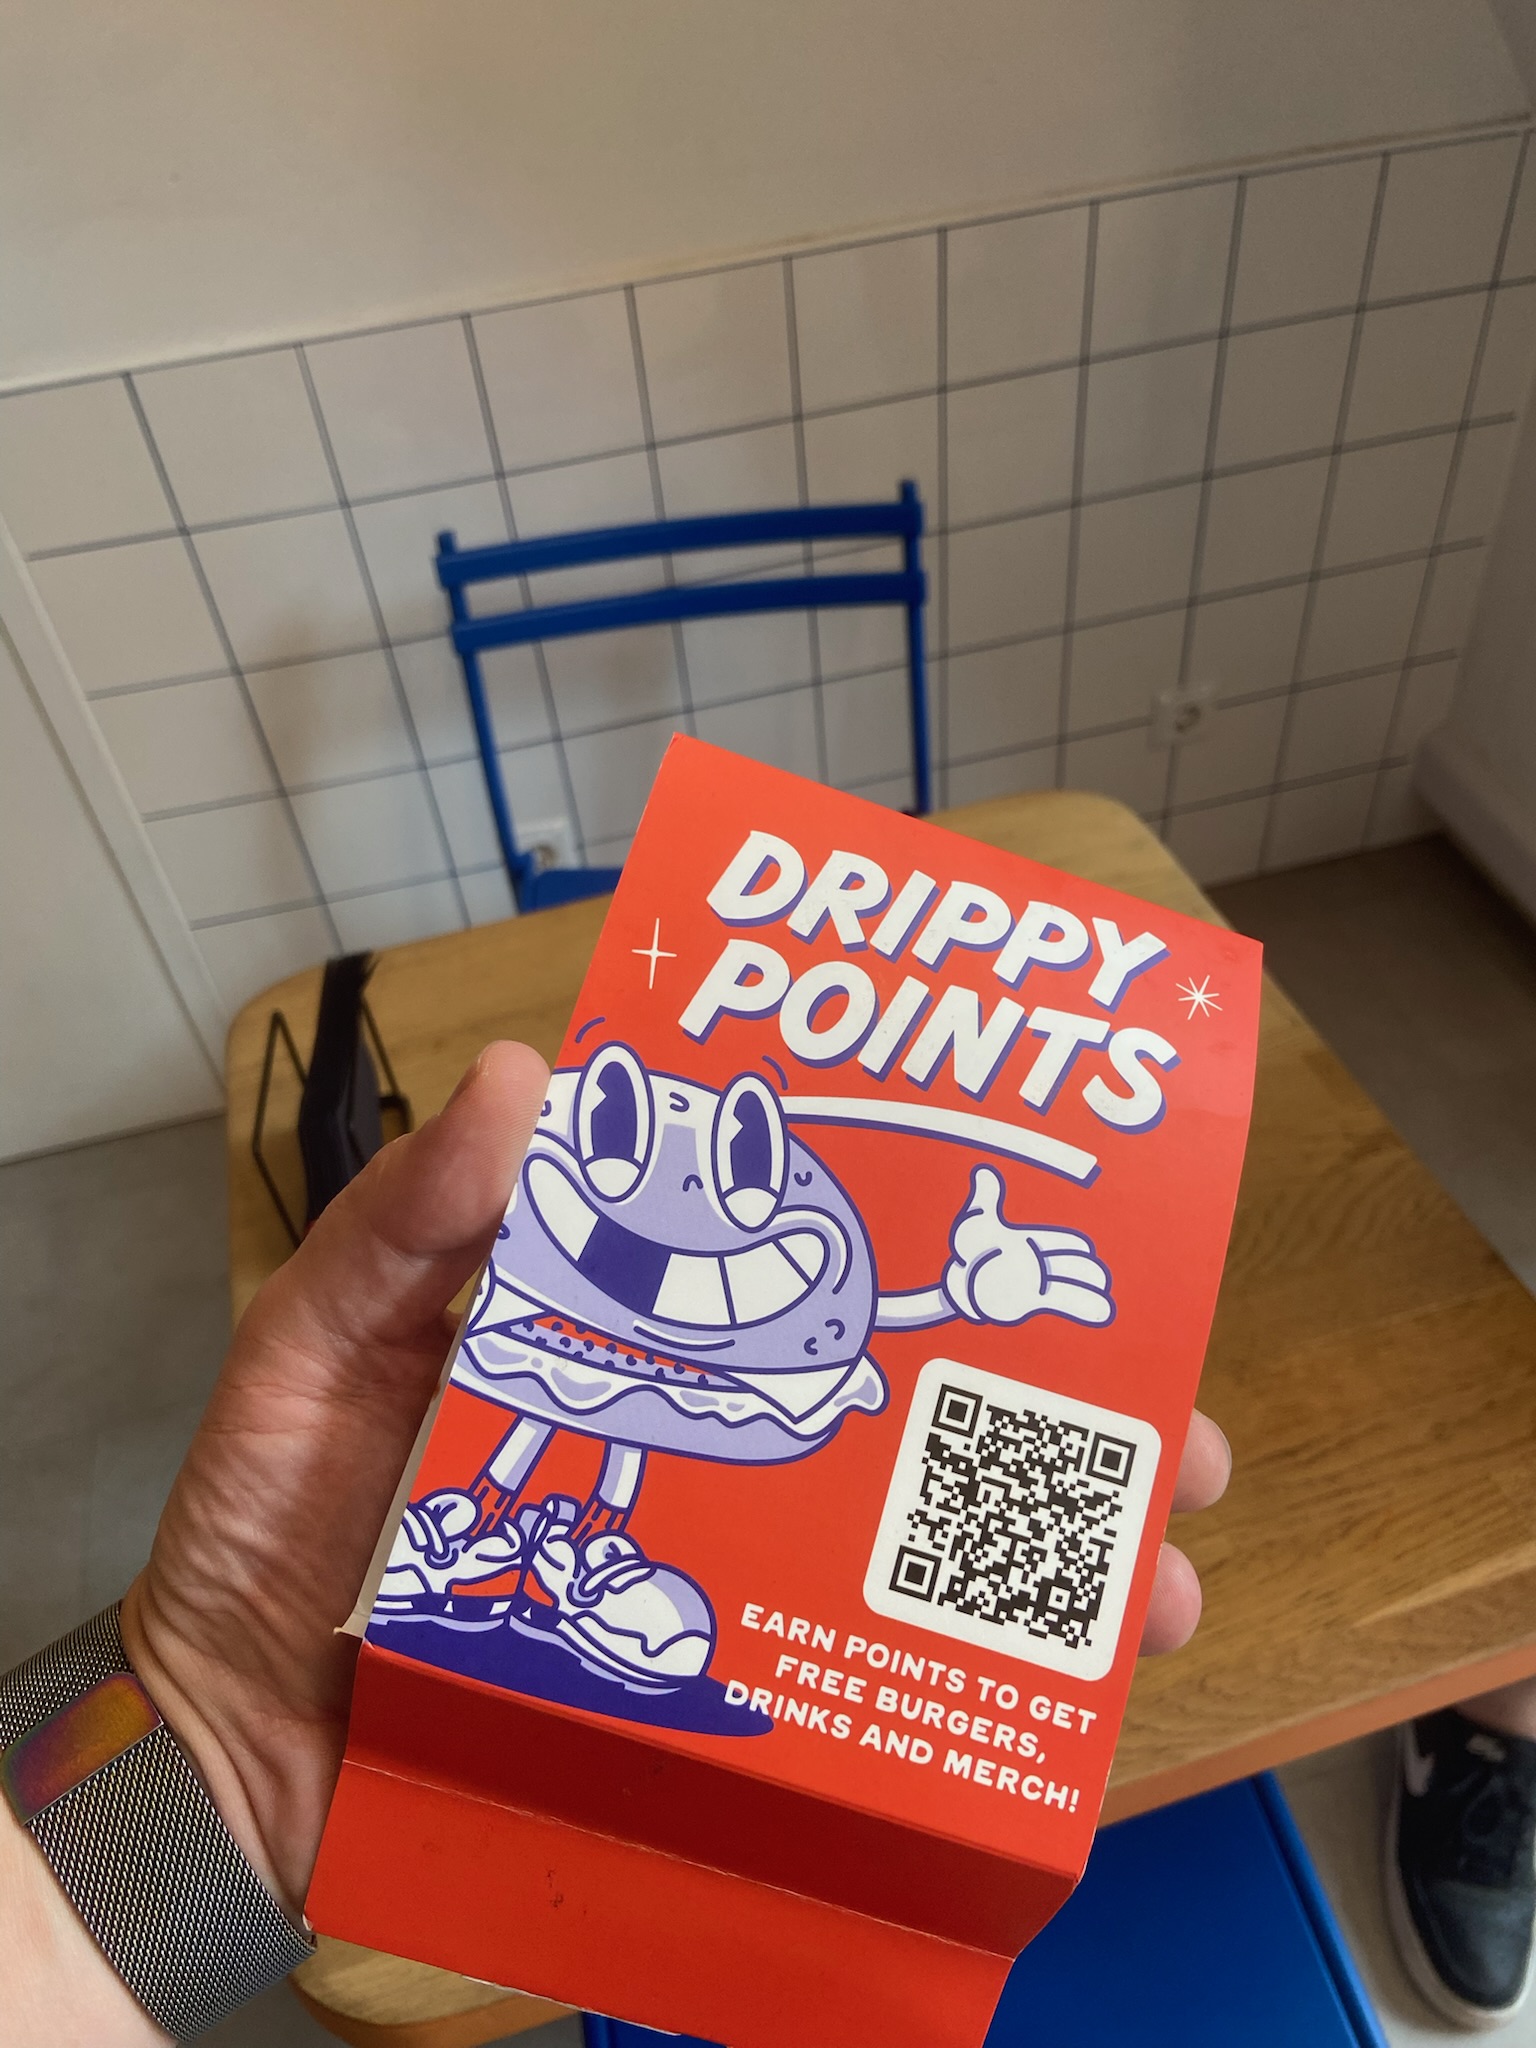 DRIPPY
POINTS
EARN POINTS TO GET
FREE BURGERS,
DRINKS AND MERCH!